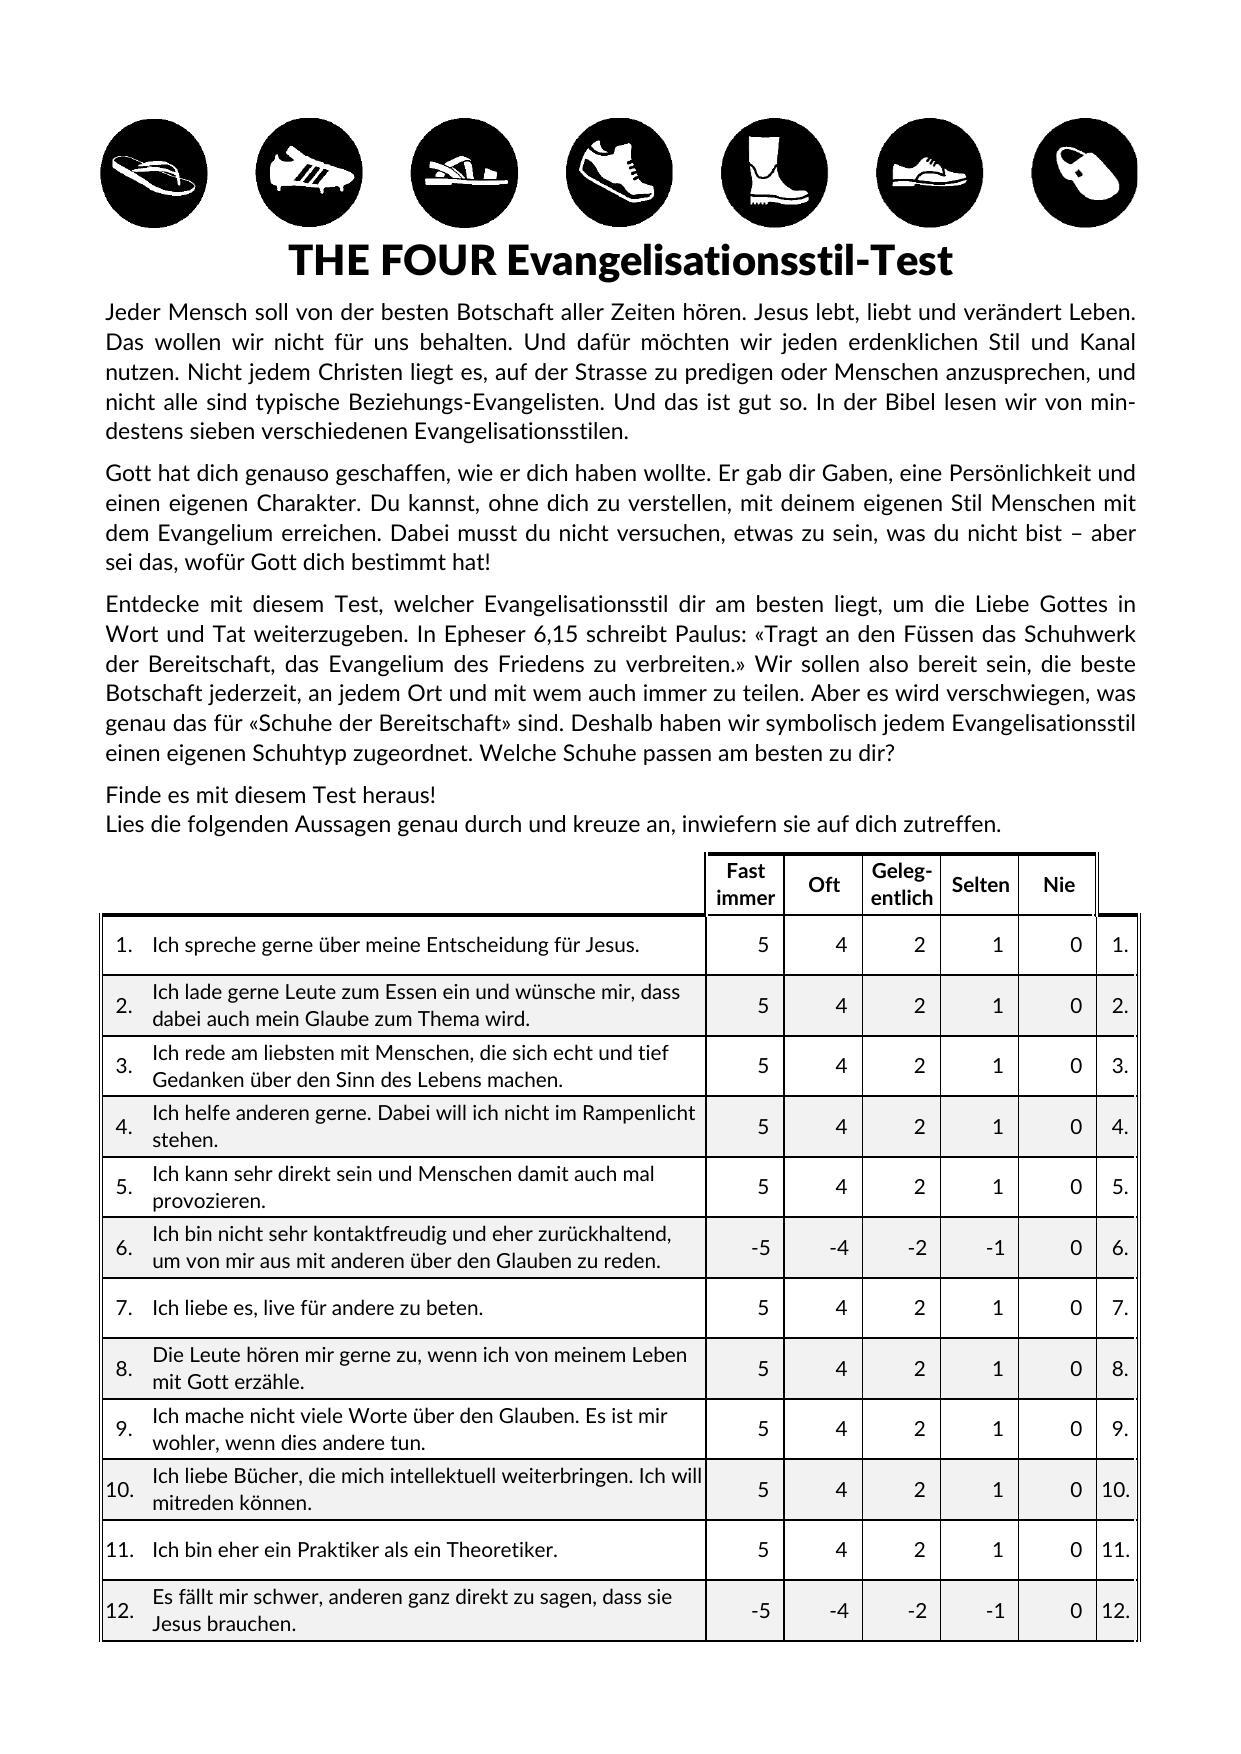 THE FOUR Evangelisationsstil-Test
Jeder Mensch soll von der besten Botschaft aller Zeiten hören. Jesus lebt, liebt und verändert Leben.
Das wollen wir nicht für uns behalten. Und dafür möchten wir jeden erdenklichen Stil und Kanal
nutzen. Nicht jedem Christen liegt es, auf der Strasse zu predigen oder Menschen anzusprechen, und
nicht alle sind typische Beziehungs-Evangelisten. Und das ist gut so. In der Bibel lesen wir von min-
destens sieben verschiedenen Evangelisationsstilen.
Gott hat dich genauso geschaffen, wie er dich haben wollte. Er gab dir Gaben, eine Persönlichkeit und
einen eigenen Charakter. Du kannst, ohne dich zu verstellen, mit deinem eigenen Stil Menschen mit
dem Evangelium erreichen. Dabei musst du nicht versuchen, etwas zu sein, was du nicht bist – aber
sei das, wofür Gott dich bestimmt hat!
Entdecke mit diesem Test, welcher Evangelisationsstil dir am besten liegt, um die Liebe Gottes in
Wort und Tat weiterzugeben. In Epheser 6,15 schreibt Paulus: «Tragt an den Füssen das Schuhwerk
der Bereitschaft, das Evangelium des Friedens zu verbreiten.» Wir sollen also bereit sein, die beste
Botschaft jederzeit, an jedem Ort und mit wem auch immer zu teilen. Aber es wird verschwiegen, was
genau das für «Schuhe der Bereitschaft» sind. Deshalb haben wir symbolisch jedem Evangelisationsstil
einen eigenen Schuhtyp zugeordnet. Welche Schuhe passen am besten zu dir?
Finde es mit diesem Test heraus!
Lies die folgenden Aussagen genau durch und kreuze an, inwiefern sie auf dich zutreffen.
Fast Geleg-
immer Oft entlich Selten Nie
1. Ich spreche gerne über meine Entscheidung für Jesus. 5 4 2 1 0 1.
2. Ich lade gerne Leute zum Essen ein und wünsche mir, dass
dabei auch mein Glaube zum Thema wird. 5 4 2 1 0 2.
3. Ich rede am liebsten mit Menschen, die sich echt und tief
Gedanken über den Sinn des Lebens machen. 5 4 2 1 0 3.
4. Ich helfe anderen gerne. Dabei will ich nicht im Rampenlicht
stehen. 5 4 2 1 0 4.
5. Ich kann sehr direkt sein und Menschen damit auch mal
provozieren. 5 4 2 1 0 5.
6. Ich bin nicht sehr kontaktfreudig und eher zurückhaltend,
um von mir aus mit anderen über den Glauben zu reden. -5 -4 -2 -1 0 6.
7. Ich liebe es, live für andere zu beten. 5 4 2 1 0 7.
8. Die Leute hören mir gerne zu, wenn ich von meinem Leben
mit Gott erzähle. 5 4 2 1 0 8.
9. Ich mache nicht viele Worte über den Glauben. Es ist mir
wohler, wenn dies andere tun. 5 4 2 1 0 9.
10. Ich liebe Bücher, die mich intellektuell weiterbringen. Ich will
mitreden können. 5 4 2 1 0 10.
11. Ich bin eher ein Praktiker als ein Theoretiker. 5 4 2 1 0 11.
12. Es fällt mir schwer, anderen ganz direkt zu sagen, dass sie
Jesus brauchen. -5 -4 -2 -1 0 12.